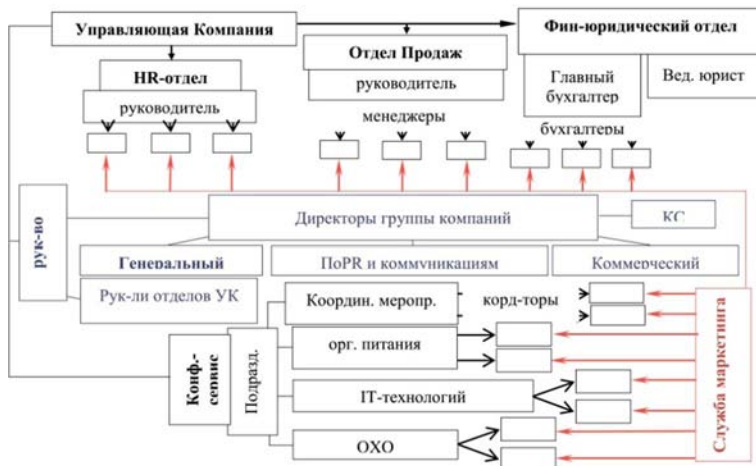 Управляющая Компания
Фин-юридический отдел
Отдел Продаж
HR-отдел
руководитель
Главный
бухгалтер
Вед. юрист
руководитель
менеджеры
бухгалтеры
рук-во
Директоры группы компаний
КС
Генеральный
ПоPR и коммуникациям
Коммерческий
Рук-ли отделов УК
Координ. меропр.
корд-торы
Конф.-
сервис
Подразд.
орг. питания
IT-технологий
ОХО
Служба маркетинга